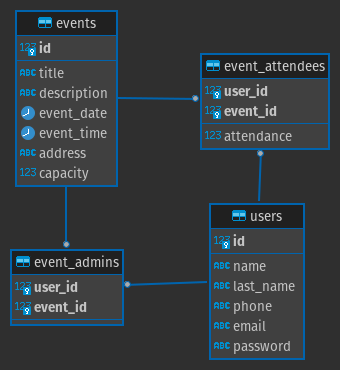 events
123 id
ABC title
ABC description
event_date
event_time
ABC address
123 capacity
event_attendees
123 user_id
123 event_id
123 attendance
event_admins
123 user_id
123 event_id
users
123 id
ABC name
ABC last_name
ABC phone
ABC email
ABC password